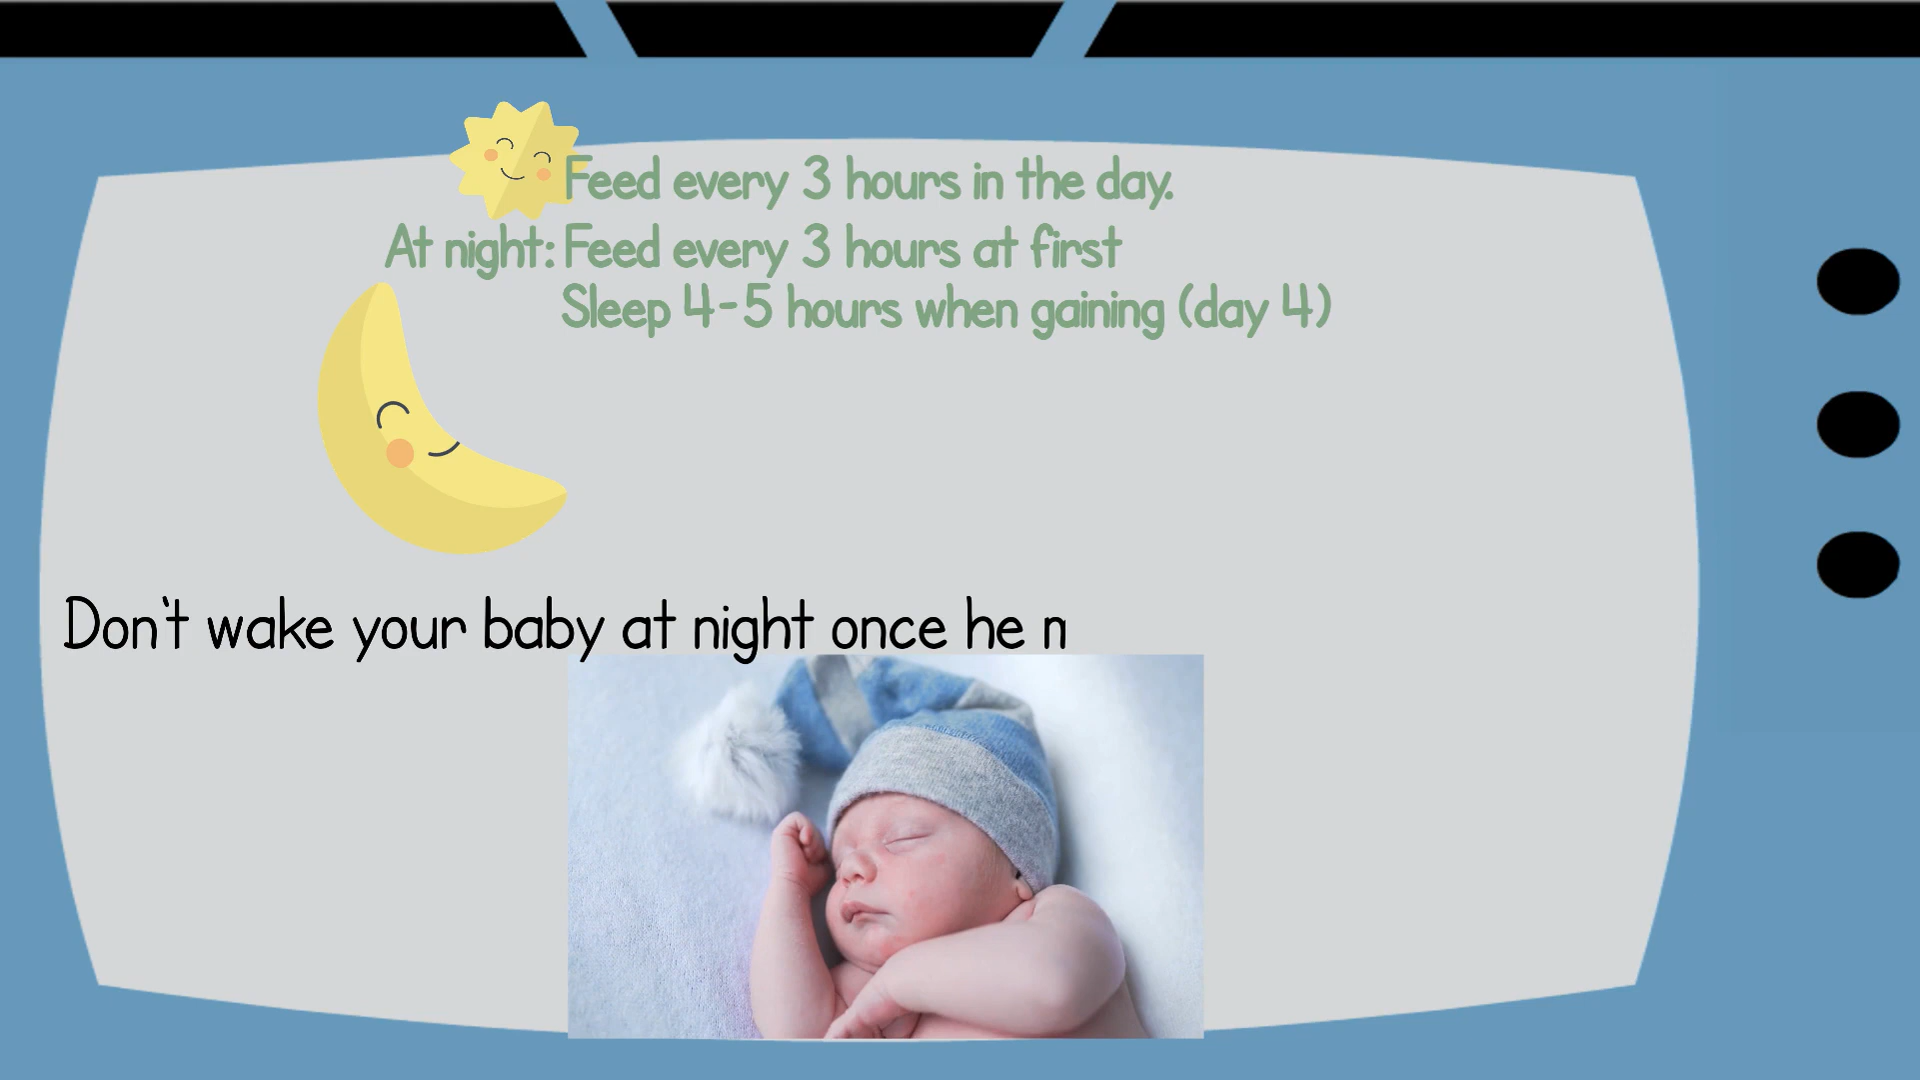 Feed every 3 hours in the day.
At night: Feed every 3 hours at first
Sleep 4-5 hours when gaining (day 4)
Don't wake your baby at night once he